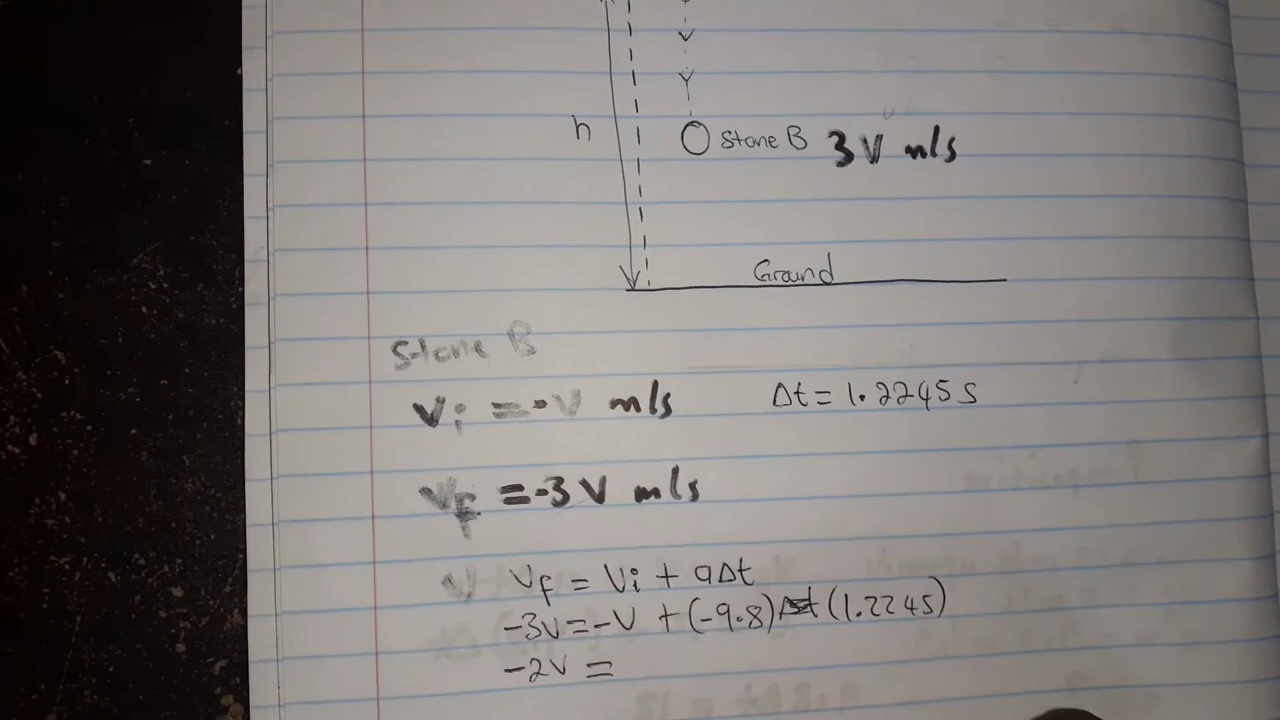 h
Stone B 3V m/s
Ground
Stone B
Vi = -V m/s Δt = 1.2245 s
Vf = -3V m/s
Vf = Vi + aΔt
-3V = -V + (-9.8) (1.2245)
-2V =